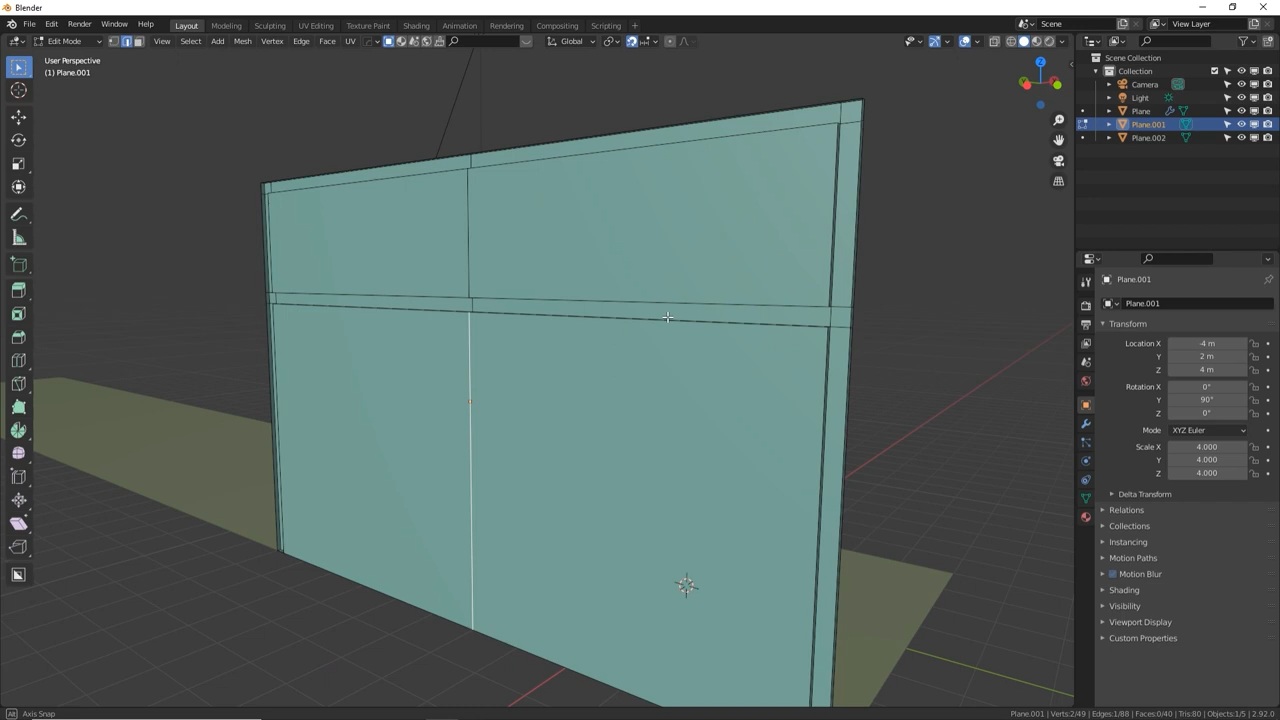 Blender
File Edit Render Window Help Layout Modeling Sculpting UV Editing Texture Paint Shading Animation Rendering Compositing Scripting + Scene View Layer
Edit Mode View Select Add Mesh Vertex Edge Face UV Global
User Perspective
(1) Plane.001
Z
Scene Collection
Collection
Camera
Light
Plane
Plane.001
Plane.002
Plane.001
Plane.001
Transform
Location X -4 m
Y 2 m
Z 4 m
Rotation X 0°
Y 90°
Z 0°
Mode XYZ Euler
Scale X 4.000
Y 4.000
Z 4.000
Delta Transform
Relations
Collections
Instancing
Motion Paths
Motion Blur
Shading
Visibility
Viewport Display
Custom Properties
Alt Axis Snap Plane.001 | Verts:2/49 | Edges:1/88 | Faces:0/40 | Tris:80 | Objects:1/5 | 2.92.0